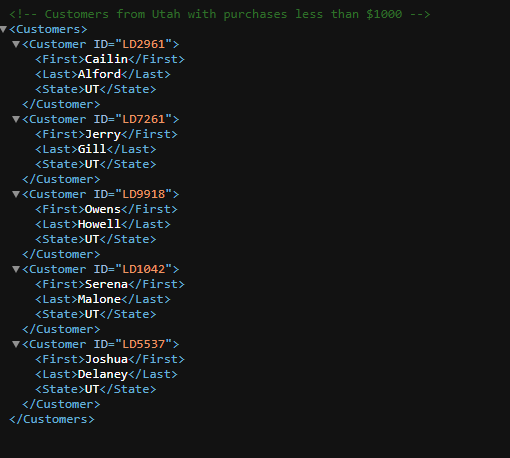 <!-- Customers from Utah with purchases less than $1000 -->
<Customers>
<Customer ID="LD2961">
<First>Cailin</First>
<Last>Alford</Last>
<State>UT</State>
</Customer>
<Customer ID="LD7261">
<First>Jerry</First>
<Last>Gill</Last>
<State>UT</State>
</Customer>
<Customer ID="LD9918">
<First>Owens</First>
<Last>Howell</Last>
<State>UT</State>
</Customer>
<Customer ID="LD1042">
<First>Serena</First>
<Last>Malone</Last>
<State>UT</State>
</Customer>
<Customer ID="LD5537">
<First>Joshua</First>
<Last>Delaney</Last>
<State>UT</State>
</Customer>
</Customers>